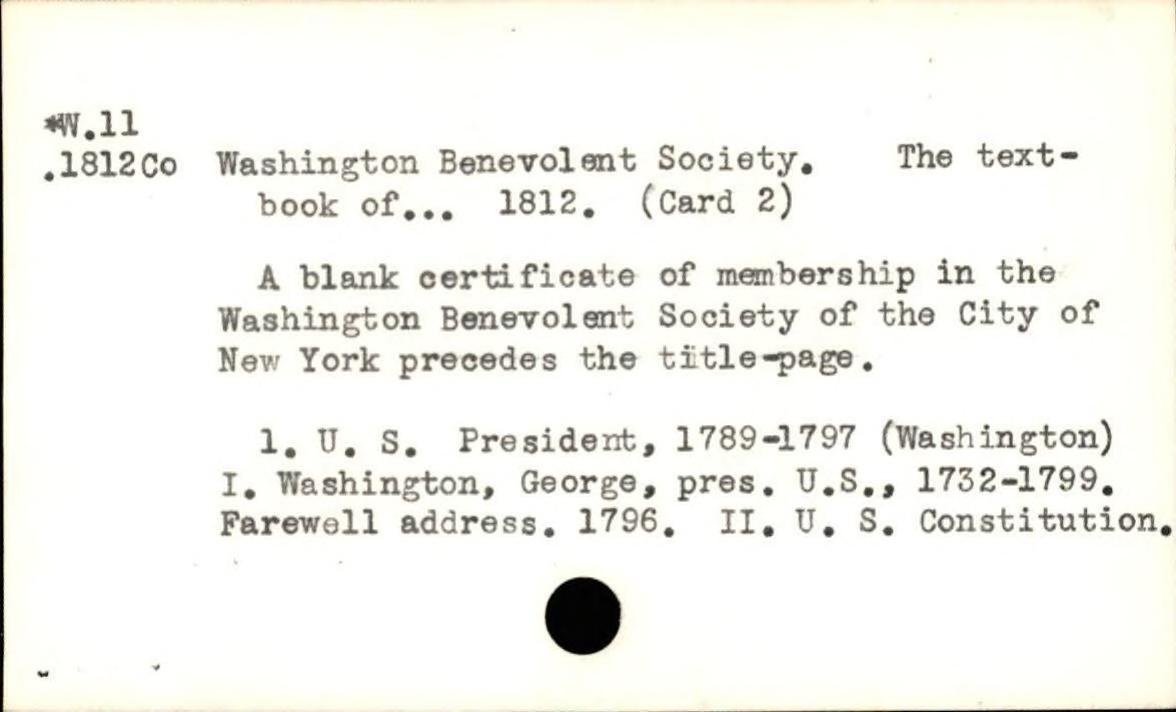 *W.11
.1812Co Washington Benevolent Society. The text-
book of... 1812. (Card 2)
A blank certificate of membership in the
Washington Benevolent Society of the City of
New York precedes the title-page.
1. U. S. President, 1789-1797 (Washington)
I. Washington, George, pres. U.S., 1732-1799.
Farewell address. 1796. II. U. S. Constitution.